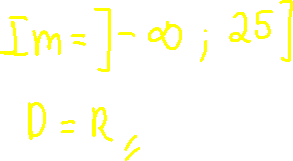 Im = ]-∞ ; 25]
D = R,,